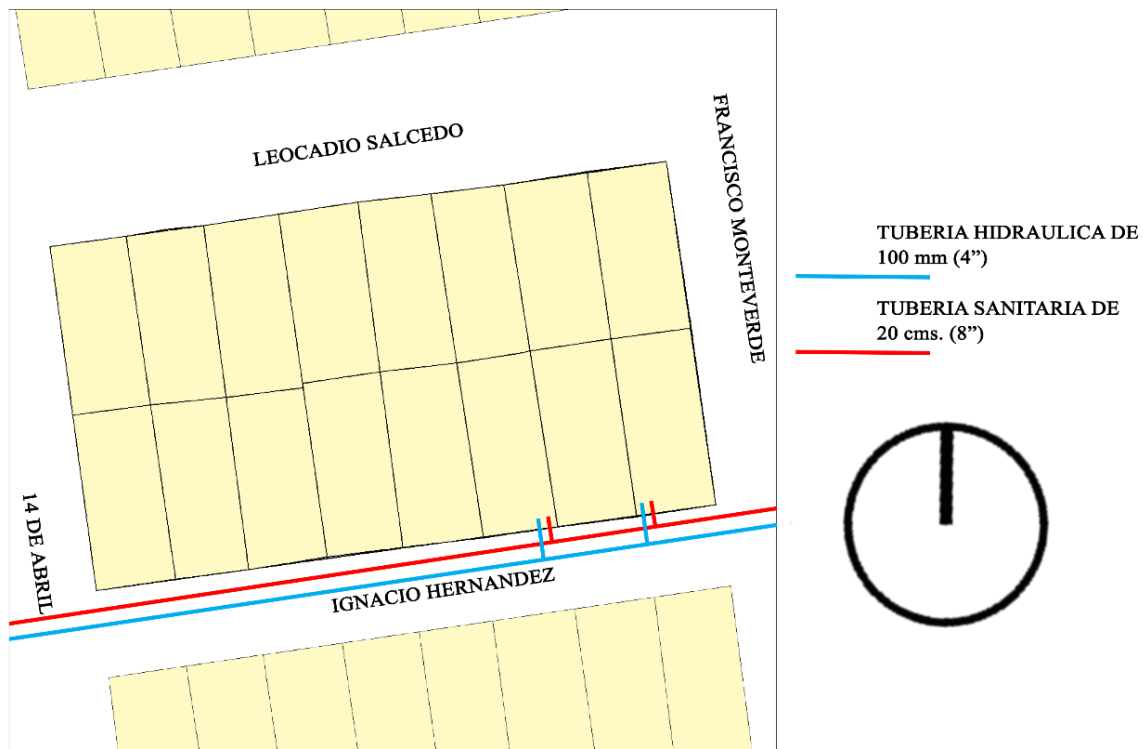 LEOCADIO SALCEDO
FRANCISCO MONTEVERDE
TUBERIA HIDRAULICA DE
100 mm (4”)
TUBERIA SANITARIA DE
20 cms. (8”)
14 DE ABRIL
IGNACIO HERNANDEZ